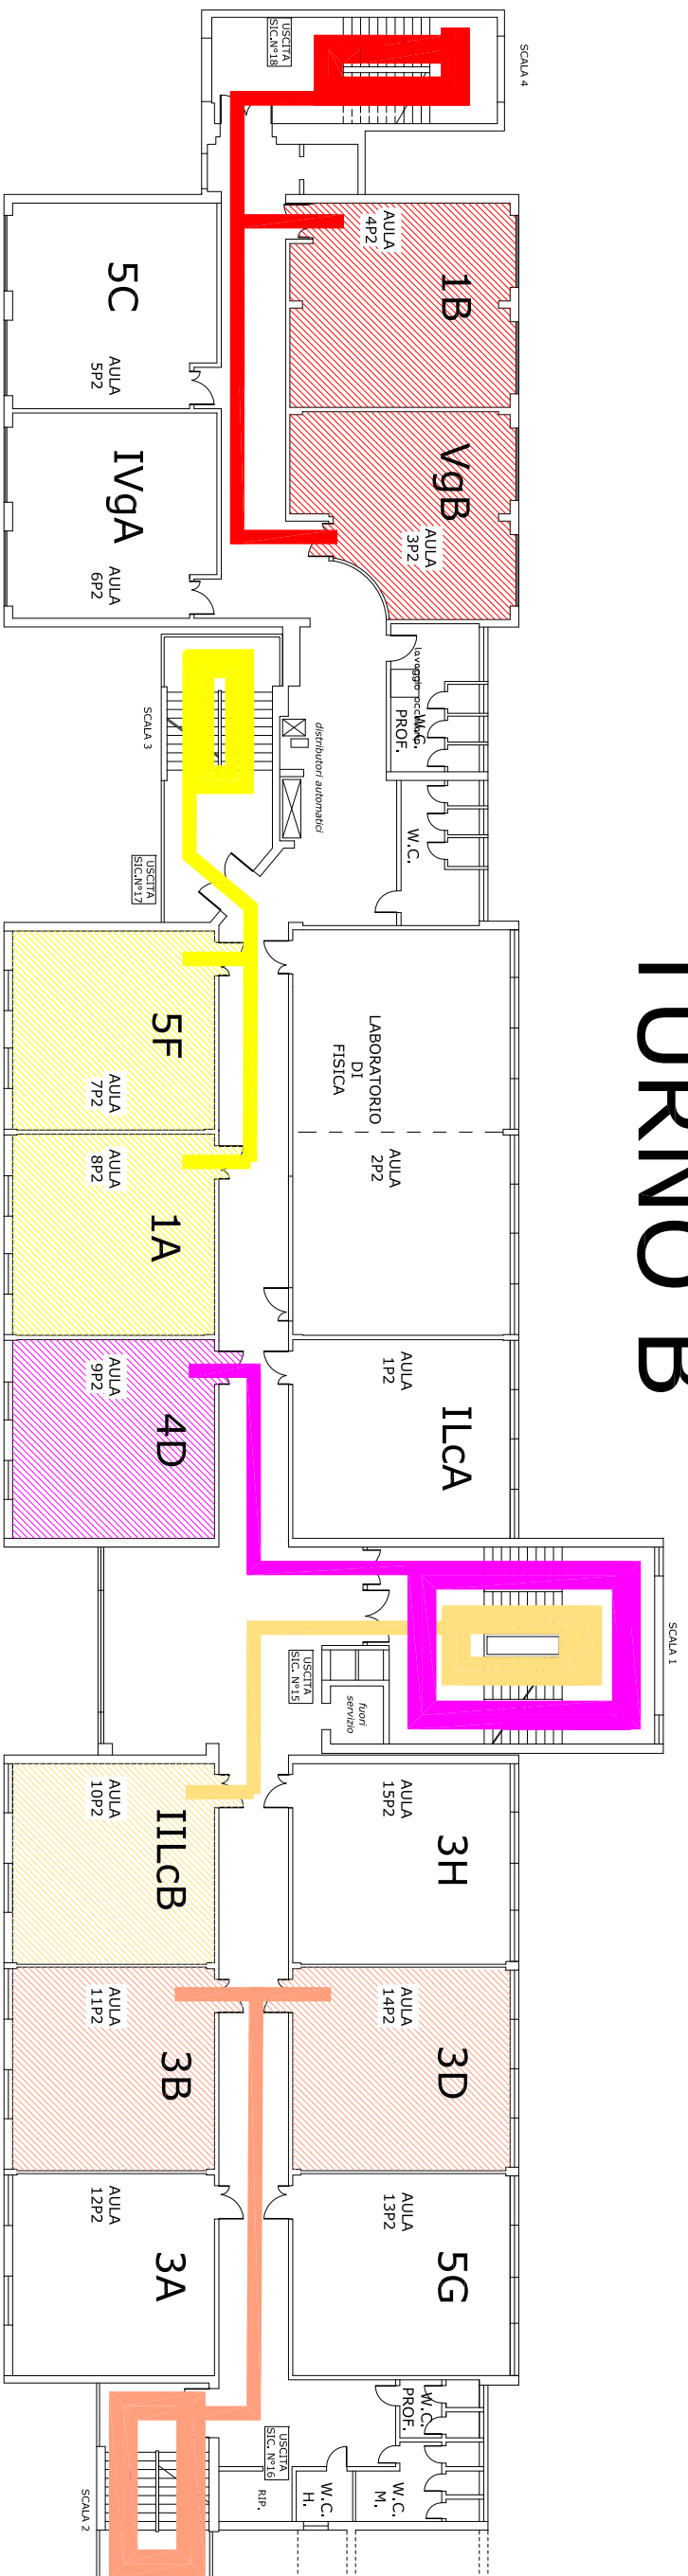 TURNO B
SCALA 4
USCITA
SIC.N°18
AULA
4P2
1B
5C
AULA
5P2
VgB
AULA
3P2
IVgA
AULA
6P2
SCALA 3
distributori automatici
lavaggio
W.C.
PROF.
W.C.
USCITA
SIC.N°17
5F
AULA
7P2
LABORATORIO
DI
FISICA
AULA
2P2
AULA
8P2
1A
AULA
9P2
4D
AULA
1P2
ILcA
SCALA 1
USCITA
SIC. N°15
fuori
servizio
AULA
10P2
IIILcB
AULA
15P2
3H
AULA
11P2
3B
AULA
14P2
3D
AULA
12P2
3A
AULA
13P2
5G
W.C.
PROF.
USCITA
SIC. N°16
W.C.
M.
W.C.
H.
RIP.
SCALA 2